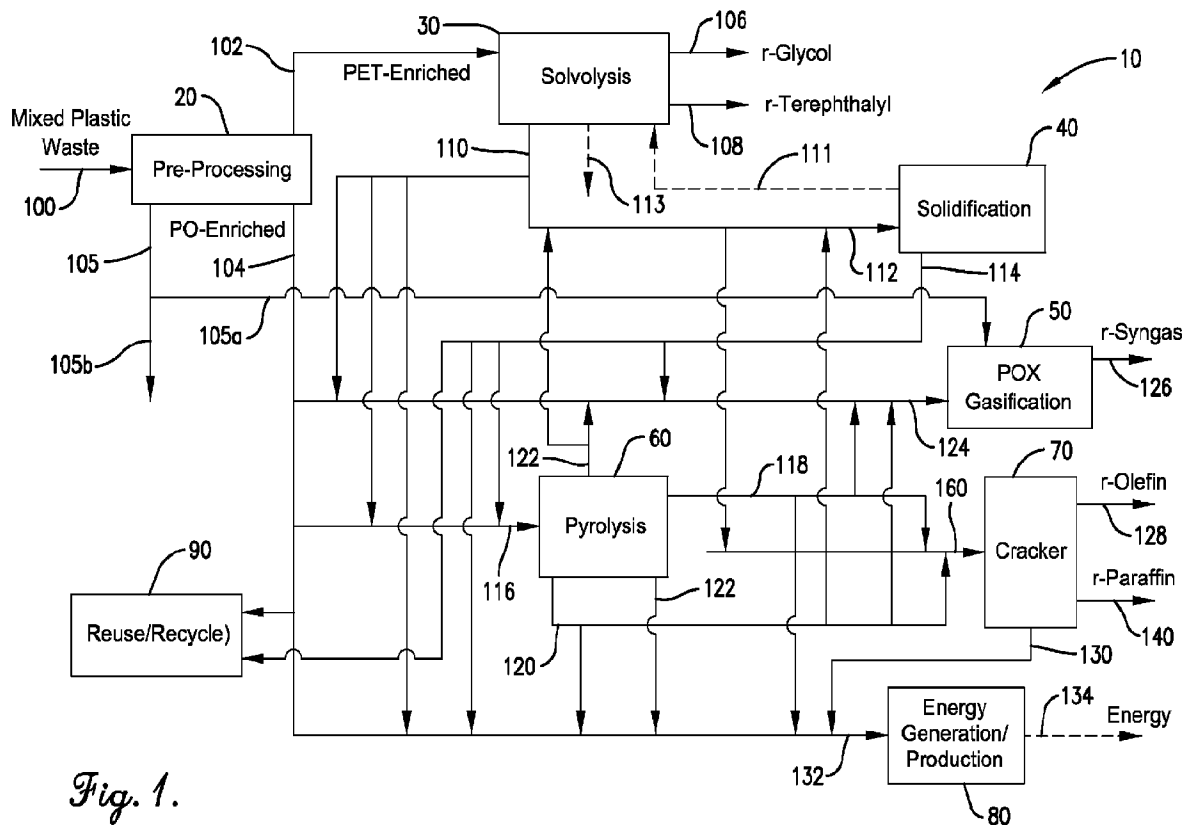 30
106
102
r-Glycol
PET-Enriched
Solvolysis
10
20
r-Terephthalyl
Mixed Plastic
Waste
108
40
110
Pre-Processing
111
100
113
Solidification
PO-Enriched
105
104
112
114
105a
50
r-Syngas
105b
POX
Gasification
126
124
122
60
118
70
r-Olefin
160
Pyrolysis
128
Cracker
90
116
122
r-Paraffin
Reuse/Recycle)
140
120
130
Energy
Generation/
Production
134
Energy
132
80
Fig. 1.